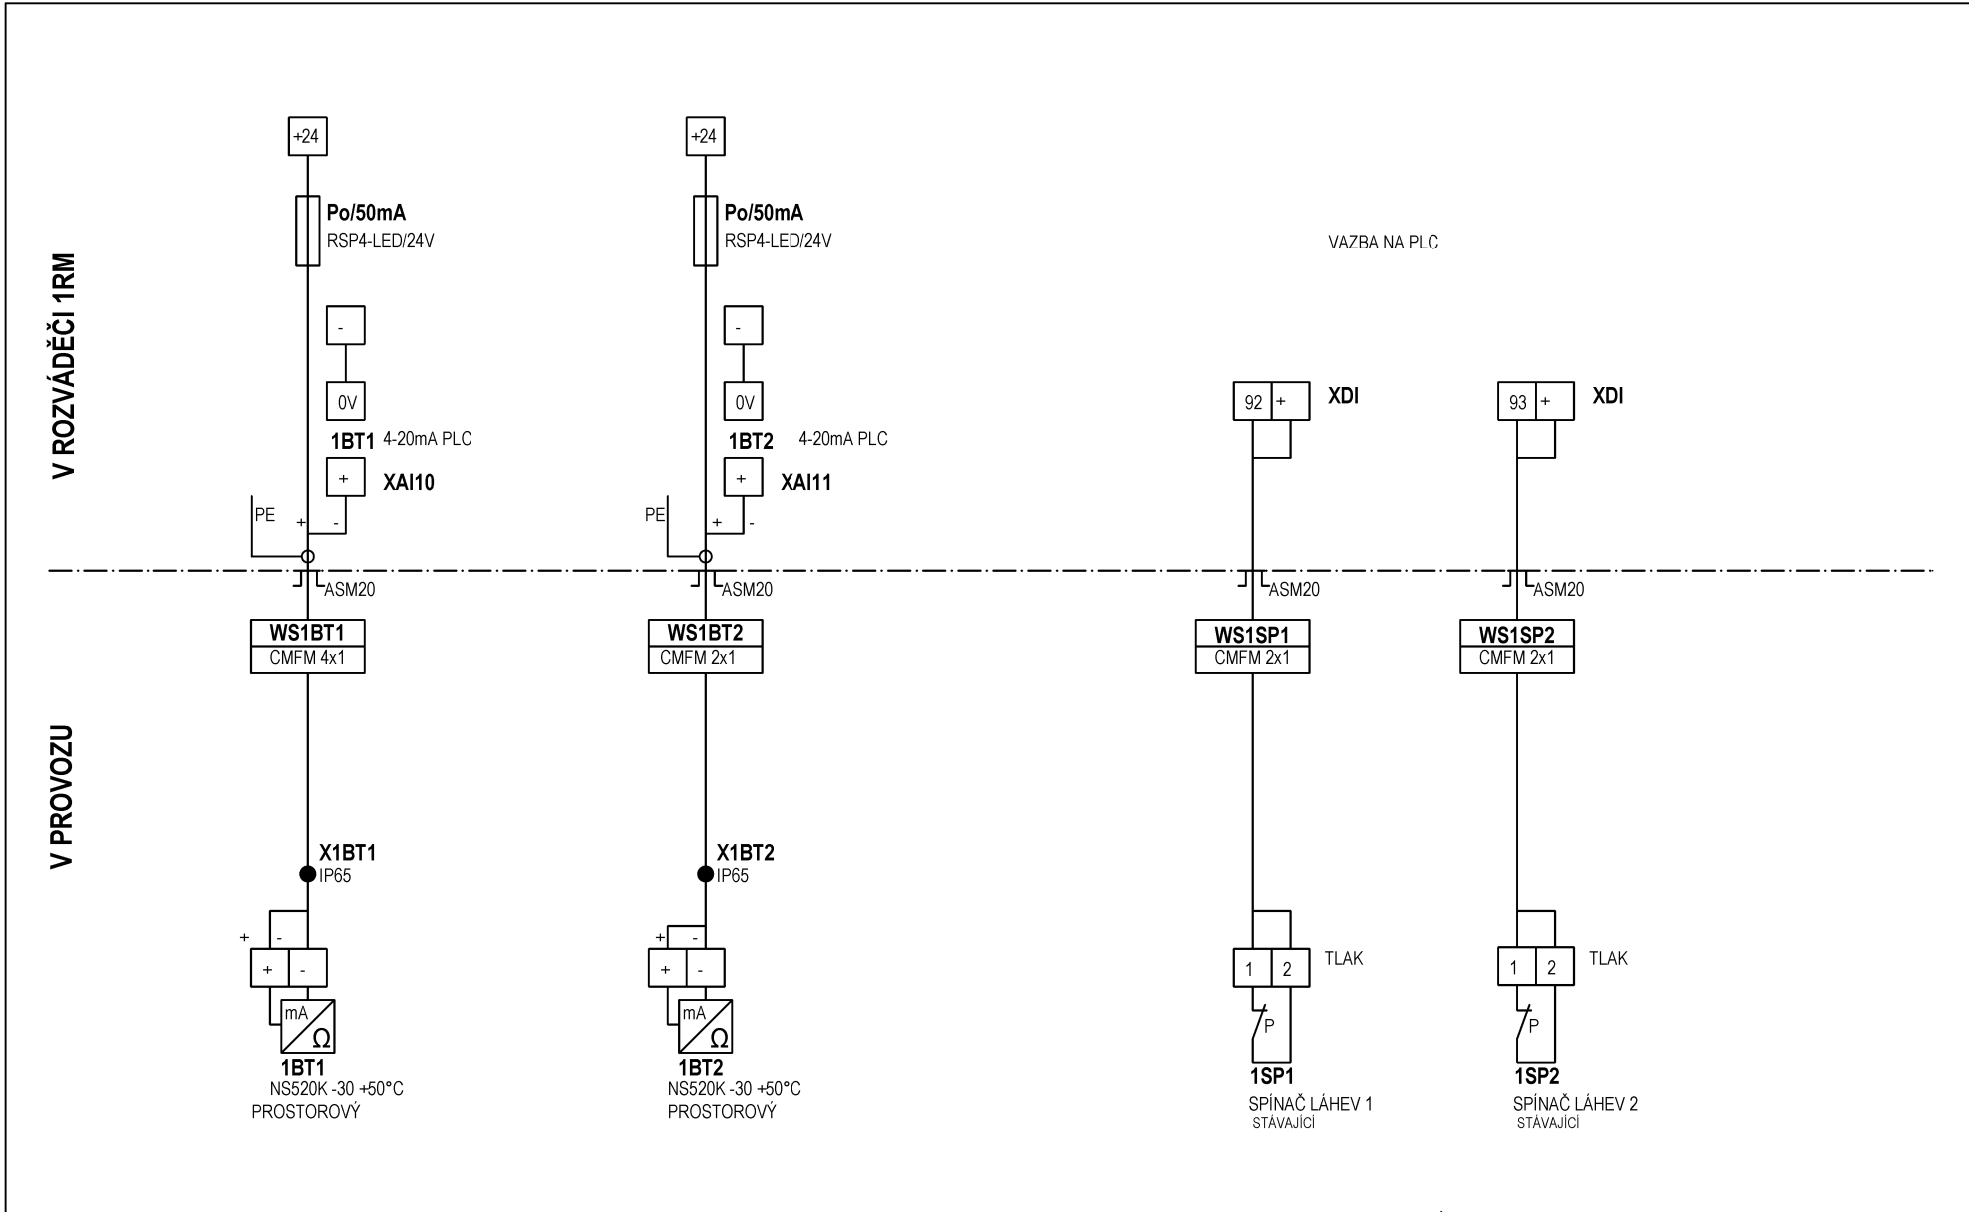 V ROZVÁDĚČI 1RM
+24
Po/50mA
RSP4-LED/24V
-
0V
1BT1 4-20mA PLC
+
XAI10
PE
+ -
ASM20
WS1BT1
CMFM 4x1
+24
Po/50mA
RSP4-LED/24V
-
0V
1BT2 4-20mA PLC
+
XAI11
PE
+ -
ASM20
WS1BT2
CMFM 2x1
VAZBA NA PLC
92 + XDI
ASM20
WS1SP1
CMFM 2x1
93 + XDI
ASM20
WS1SP2
CMFM 2x1
V PROVOZU
X1BT1
IP65
+ -
+ -
mA
Ω
1BT1
NS520K -30 +50°C
PROSTOROVÝ
X1BT2
IP65
+ -
+ -
mA
Ω
1BT2
NS520K -30 +50°C
PROSTOROVÝ
1 2 TLAK
P
1SP1
SPÍNAČ LÁHEV 1
STÁVAJÍCÍ
1 2 TLAK
P
1SP2
SPÍNAČ LÁHEV 2
STÁVAJÍCÍ